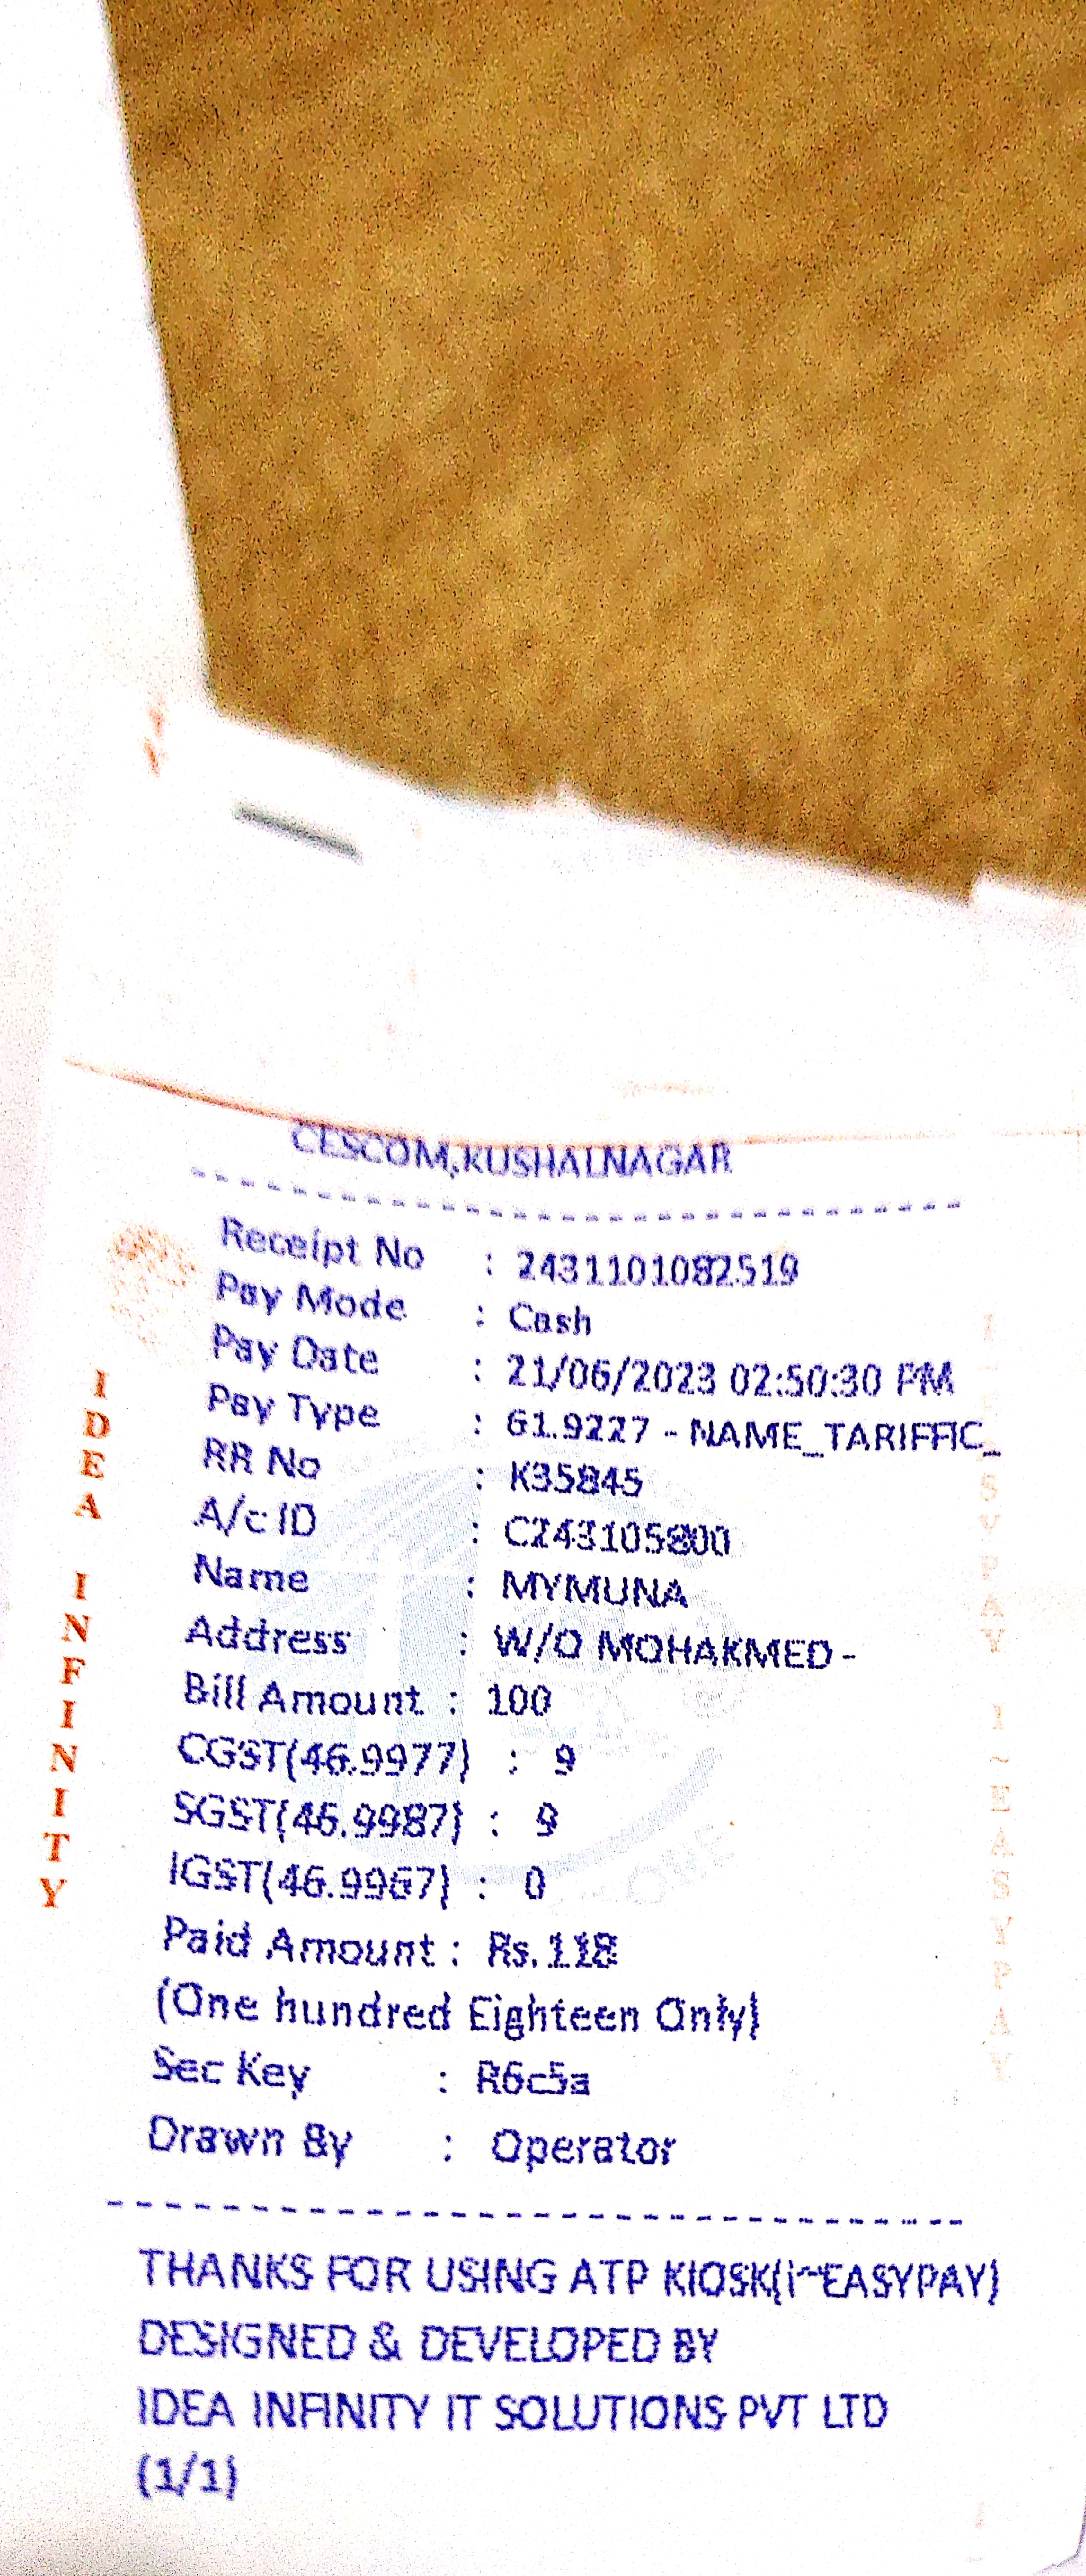 CESCOM,KUSHALNAGAR
Receipt No : 2431101082519
Pay Mode : Cash
Pay Date : 21/06/2023 02:50:30 PM
Pay Type : 61.9227 - NAME_TARIFFIC_
RR No : K35845
A/c ID : C243105800
Name : MYMUNA
Address : W/O MOHAKMED -
Bill Amount : 100
CGST(46.9977) : 9
SGST(46.9987) : 9
IGST(46.9967) : 0
Paid Amount : Rs.118
(One hundred Eighteen Only)
Sec Key : R6c5a
Drawn By : Operator
THANKS FOR USING ATP KIOSK(i~EASYPAY)
DESIGNED & DEVELOPED BY
IDEA INFINITY IT SOLUTIONS PVT LTD
(1/1)
IDEA INFINITY
EASYPAY